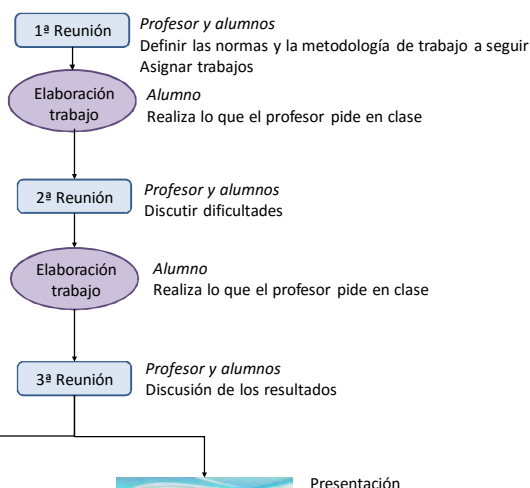 1ª Reunión
Profesor y alumnos
Definir las normas y la metodología de trabajo a seguir
Asignar trabajos
Elaboración
trabajo
Alumno
Realiza lo que el profesor pide en clase
2ª Reunión
Profesor y alumnos
Discutir dificultades
Elaboración
trabajo
Alumno
Realiza lo que el profesor pide en clase
3ª Reunión
Profesor y alumnos
Discusión de los resultados
Presentación